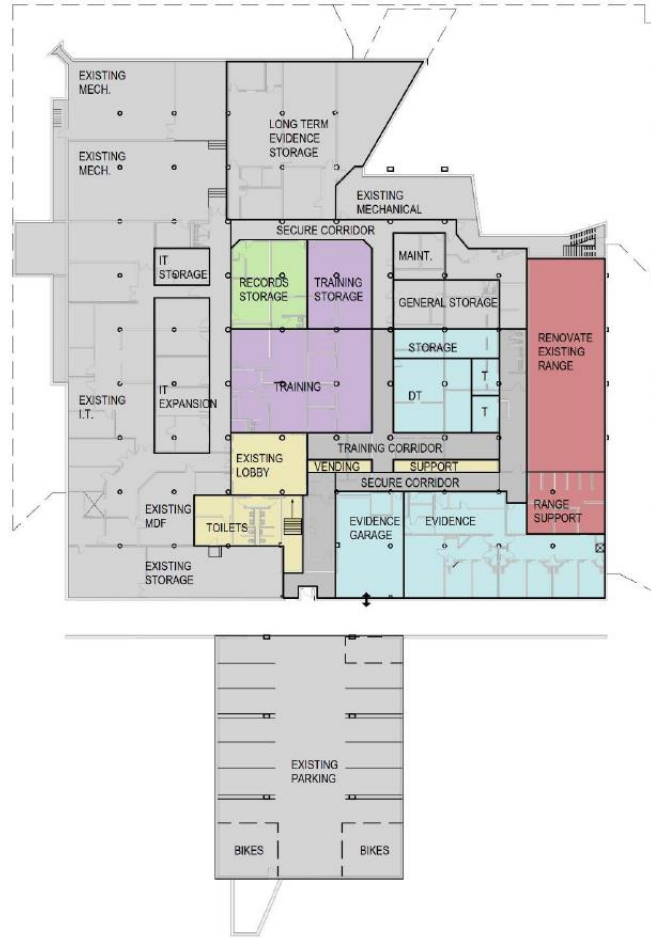 EXISTING
MECH.
LONG TERM
EVIDENCE
STORAGE
EXISTING
MECH.
EXISTING
MECHANICAL
SECURE CORRIDOR
IT
STORAGE
RECORDS
STORAGE
TRAINING
STORAGE
MAINT.
GENERAL STORAGE
RENOVATE
EXISTING
RANGE
STORAGE
TRAINING
DT
T
T
EXISTING
I.T.
IT
EXPANSION
TRAINING CORRIDOR
EXISTING
LOBBY
VENDING
SUPPORT
SECURE CORRIDOR
EXISTING
MDF
TOILETS
EVIDENCE
GARAGE
EVIDENCE
RANGE
SUPPORT
EXISTING
STORAGE
EXISTING
PARKING
BIKES
BIKES